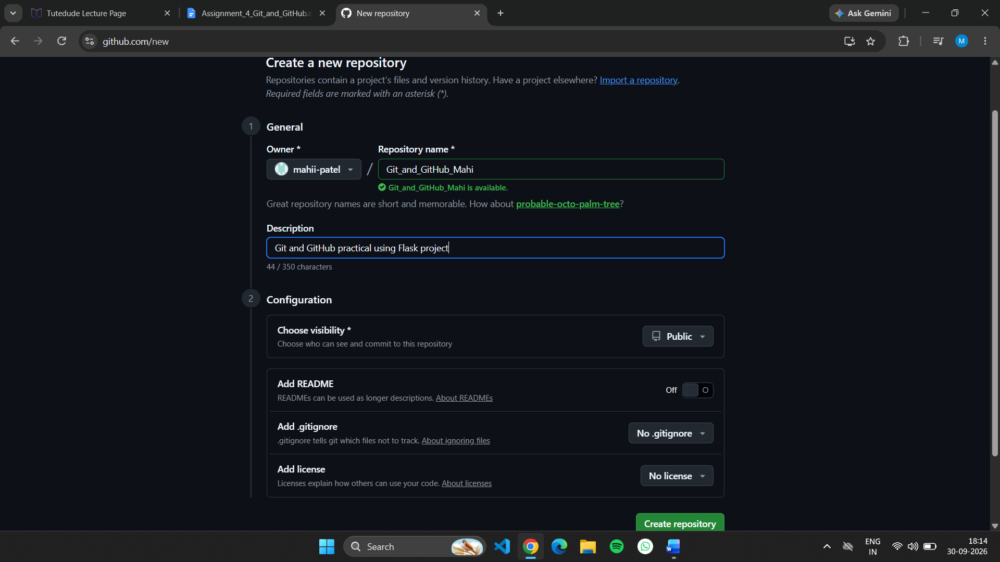 Tutedude Lecture Page
Assignment_4_Git_and_GitHub.d
New repository
Ask Gemini
github.com/new
M
Create a new repository
Repositories contain a project's files and version history. Have a project elsewhere? Import a repository.
Required fields are marked with an asterisk (*).
1
General
Owner *
Repository name *
mahii-patel
/
Git_and_GitHub_Mahi
Git_and_GitHub_Mahi is available.
Great repository names are short and memorable. How about probable-octo-palm-tree?
Description
Git and GitHub practical using Flask project
44 / 350 characters
2
Configuration
Choose visibility *
Choose who can see and commit to this repository
Public
Add README
READMEs can be used as longer descriptions. About READMEs
Off
Add .gitignore
.gitignore tells git which files not to track. About ignoring files
No .gitignore
Add license
Licenses explain how others can use your code. About licenses
No license
Create repository
Search
W
ENG
IN
18:14
30-09-2026